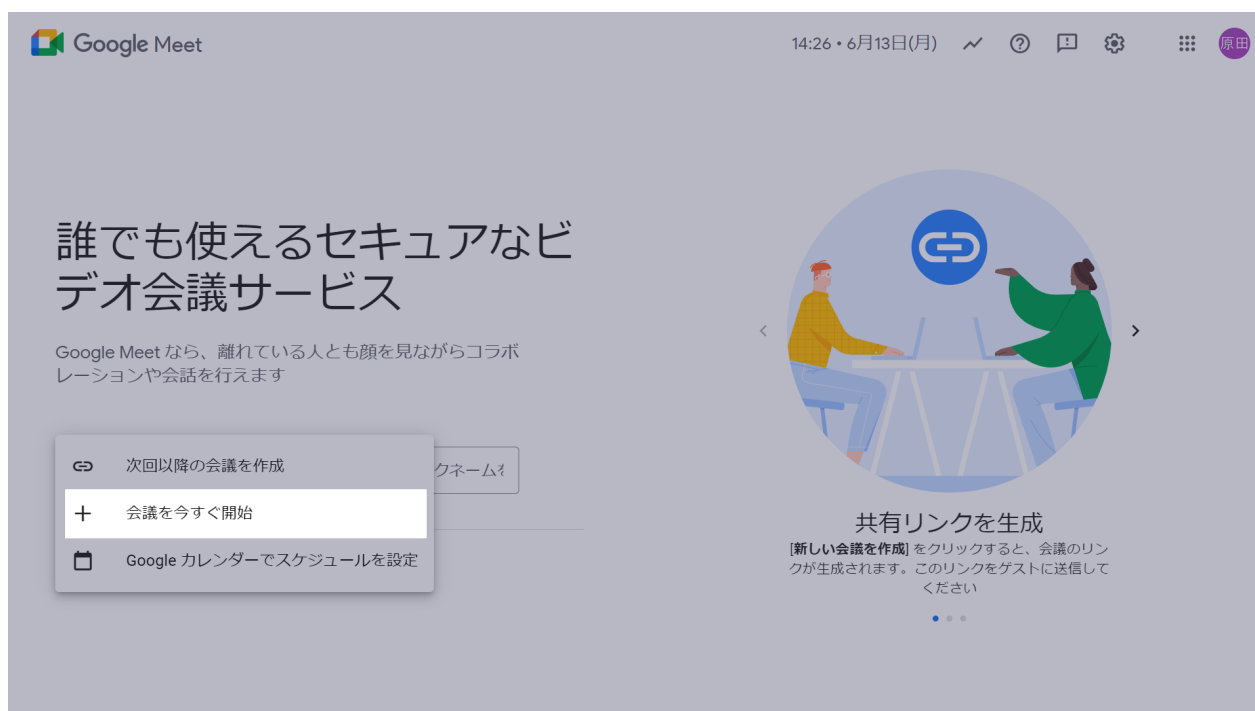 Google Meet
14:26・6月13日(月)
原田
誰でも使えるセキュアなビ
デオ会議サービス
Google Meet なら、離れている人とも顔を見ながらコラボ
レーションや会話を行えます
次回以降の会議を作成
クネームを
会議を今すぐ開始
Google カレンダーでスケジュールを設定
共有リンクを生成
[新しい会議を作成] をクリックすると、会議のリン
クが生成されます。このリンクをゲストに送信して
ください